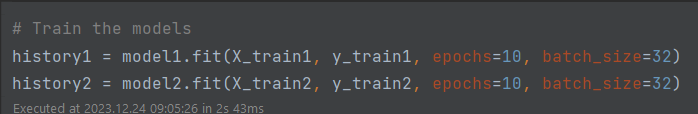 # Train the models
history1 = model1.fit(X_train1, y_train1, epochs=10, batch_size=32)
history2 = model2.fit(X_train2, y_train2, epochs=10, batch_size=32)
Executed at 2023.12.24 09:05:26 in 2s 43ms